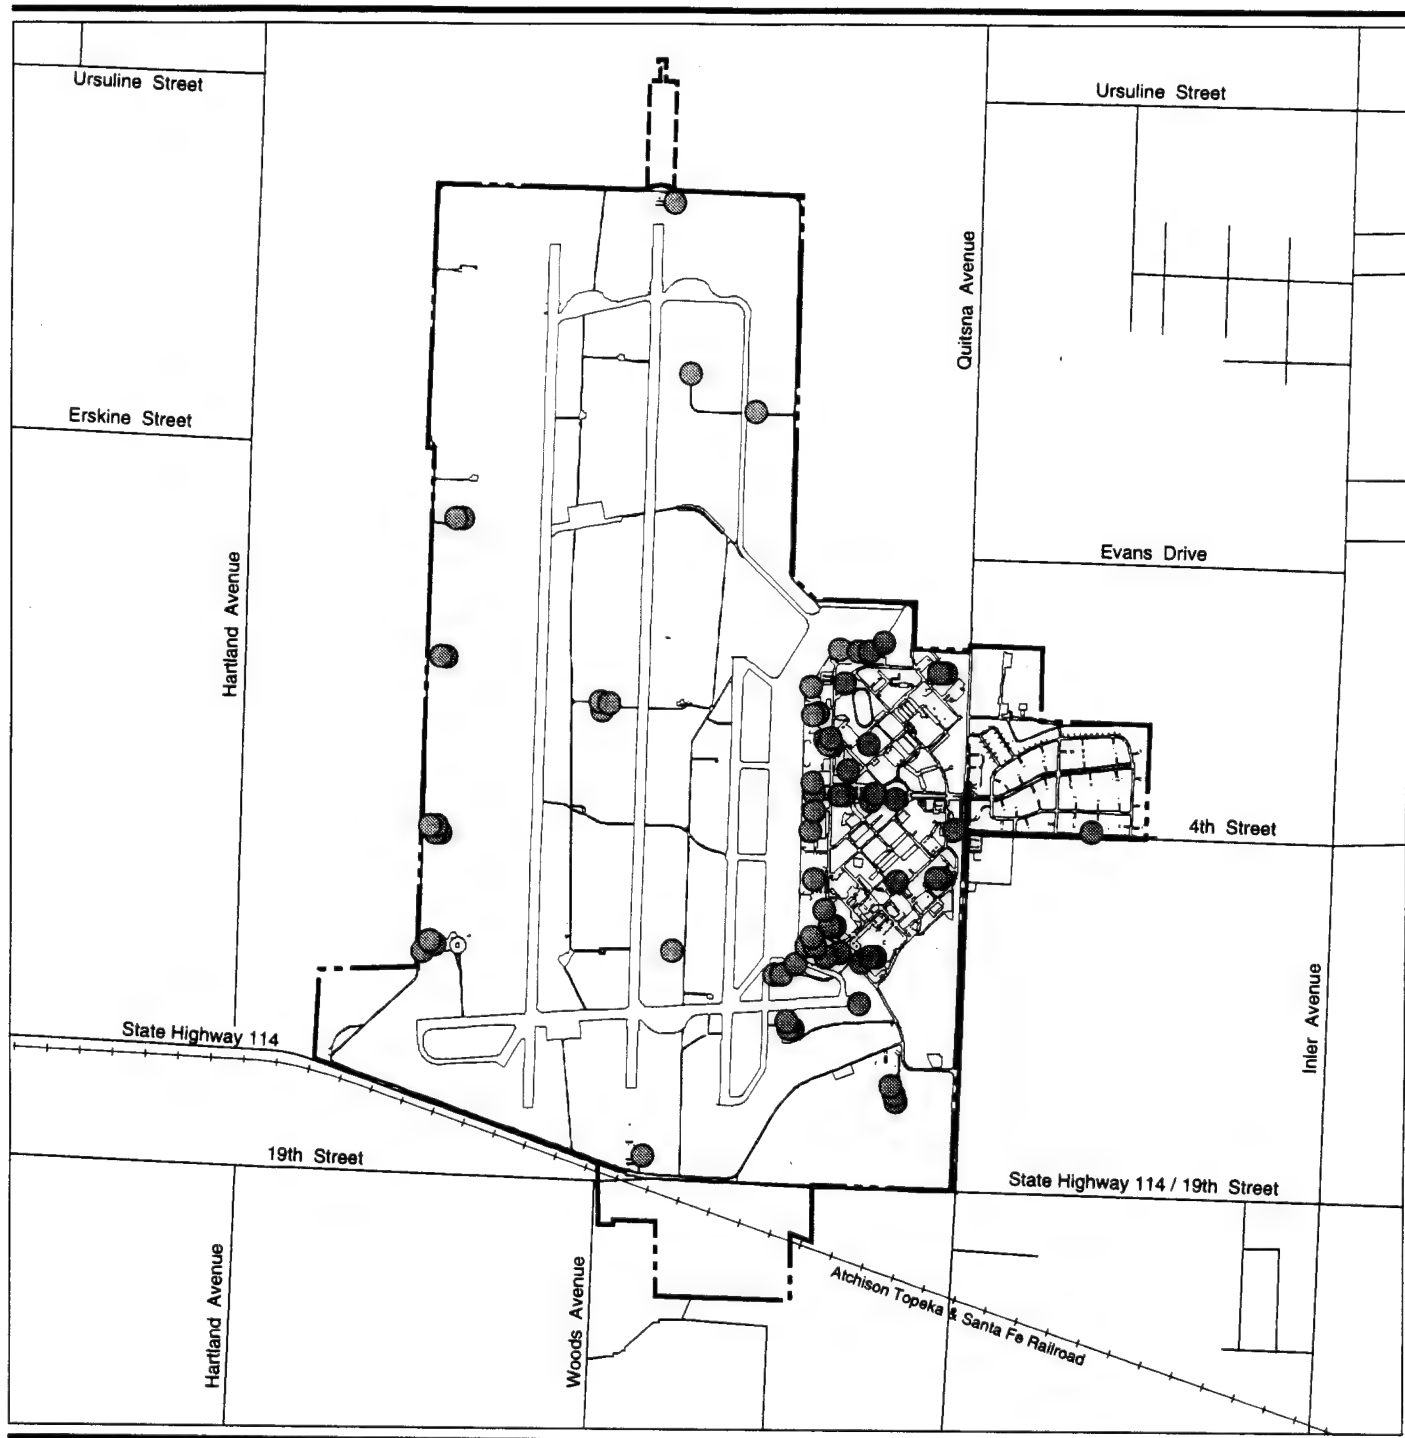 Ursuline Street
Ursuline Street
Quitsna Avenue
Erskine Street
Evans Drive
Hartland Avenue
4th Street
State Highway 114
Inler Avenue
19th Street
State Highway 114 / 19th Street
Hartland Avenue
Woods Avenue
Atchison Topeka & Santa Fe Railroad